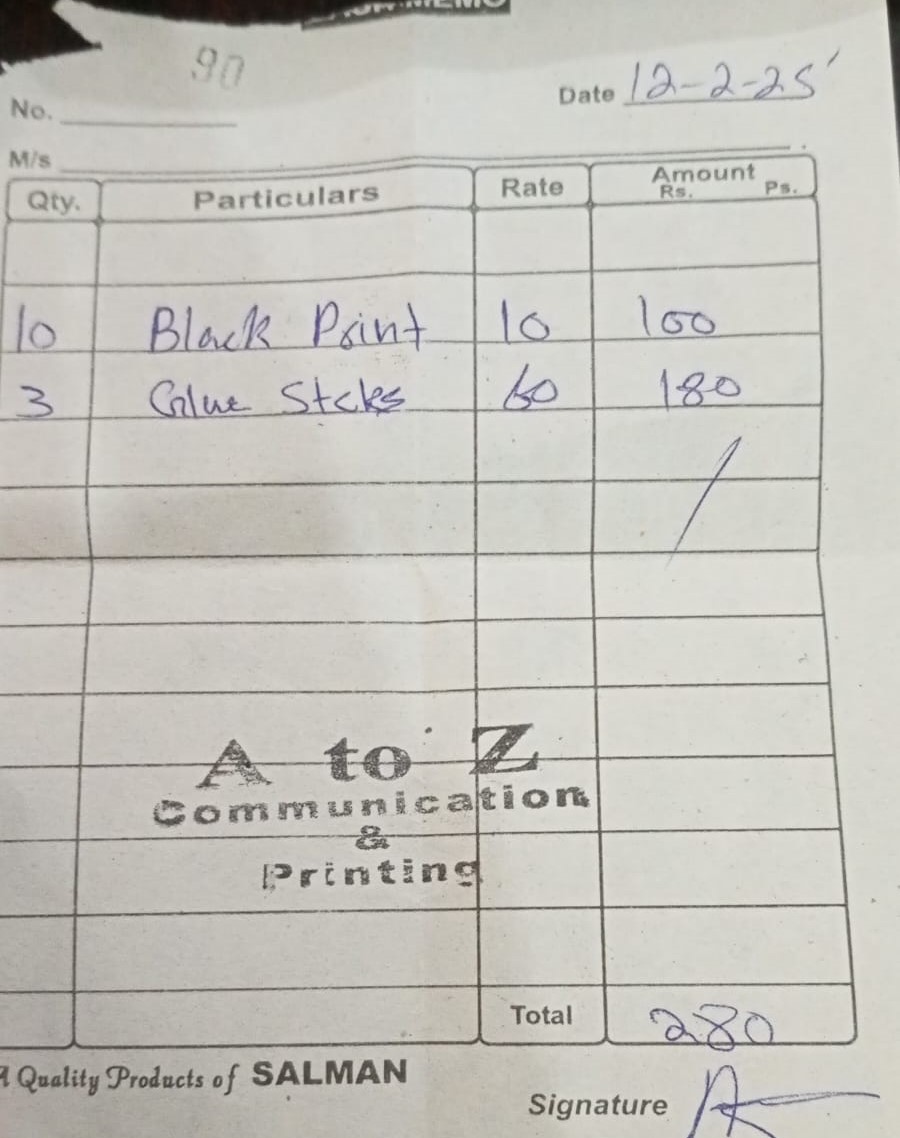 90
No.
Date 12-2-25
M/s
Qty. Particulars Rate Amount Rs. Ps.
10 Black Print 10 100
3 Glue Stcks 60 180
A to Z
Communication
&
Printing
Total 280
A Quality Products of SALMAN
Signature